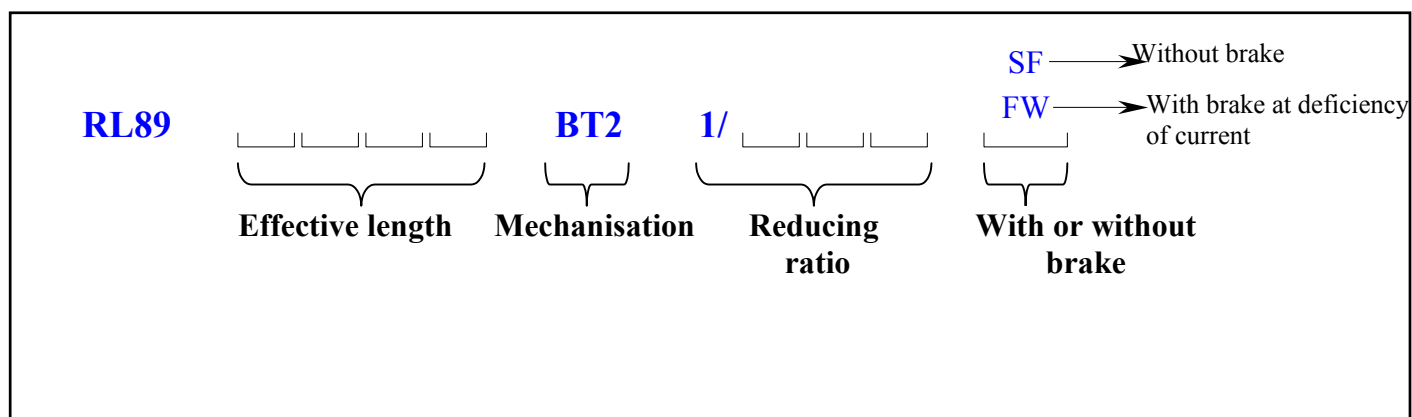 SF Without brake
FW With brake at deficiency
of current
RL89 BT2 1/
Effective length Mechanisation Reducing With or without
ratio brake